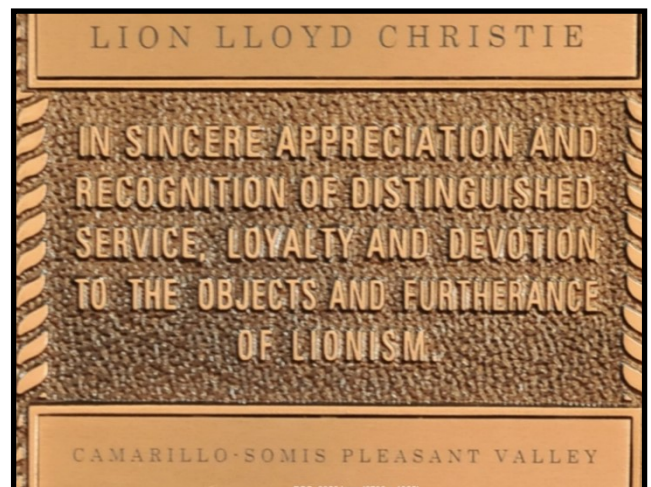 LION LLOYD CHRISTIE
IN SINCERE APPRECIATION AND
RECOGNITION OF DISTINGUISHED
SERVICE, LOYALTY AND DEVOTION
TO THE OBJECTS AND FURTHERANCE
OF LIONISM.
CAMARILLO-SOMIS PLEASANT VALLEY